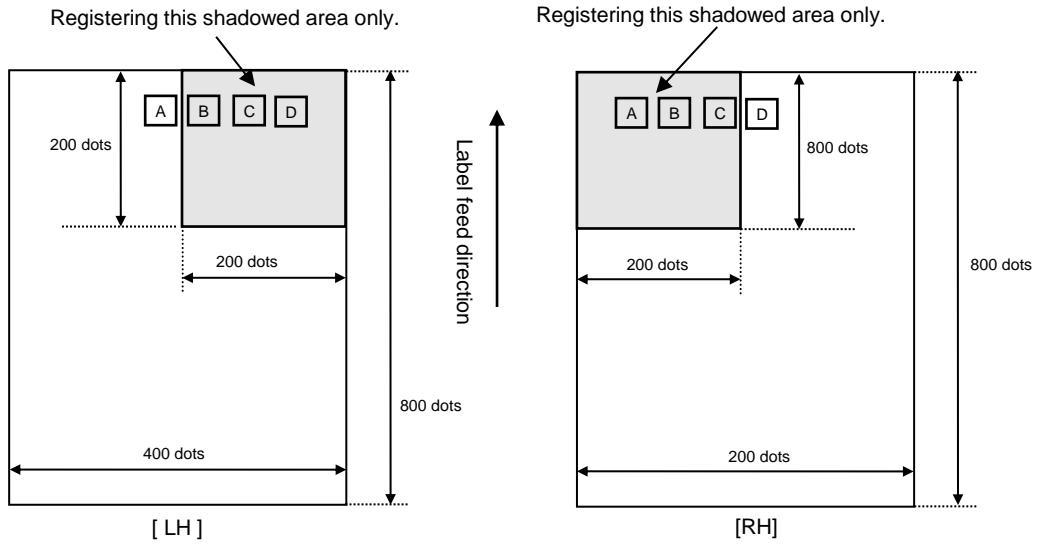 Registering this shadowed area only.
A B C D
200 dots
200 dots
800 dots
400 dots
[ LH ]
Label feed direction
Registering this shadowed area only.
A B C D
800 dots
200 dots
800 dots
200 dots
[RH]